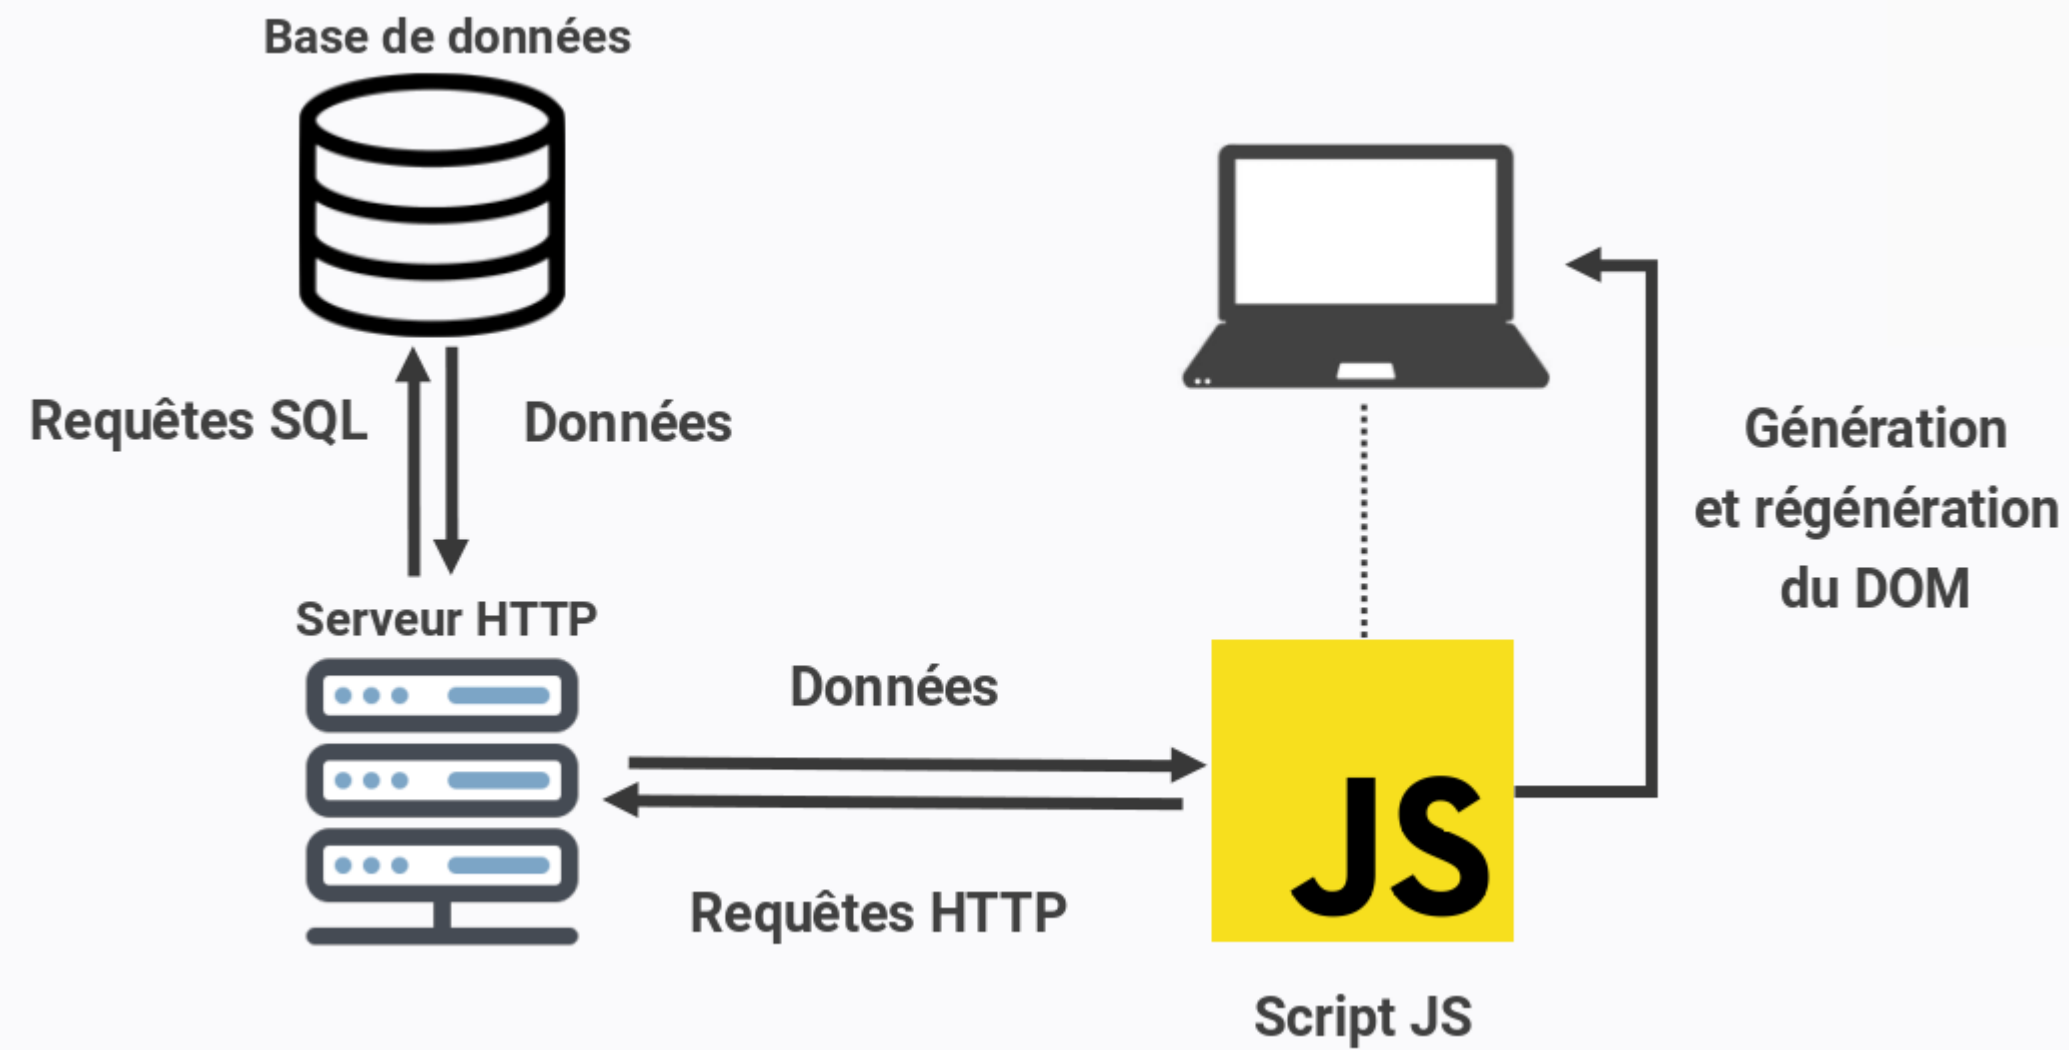 Base de données
Requêtes SQL
Données
Génération
et régénération
du DOM
Serveur HTTP
Données
Requêtes HTTP
JS
Script JS